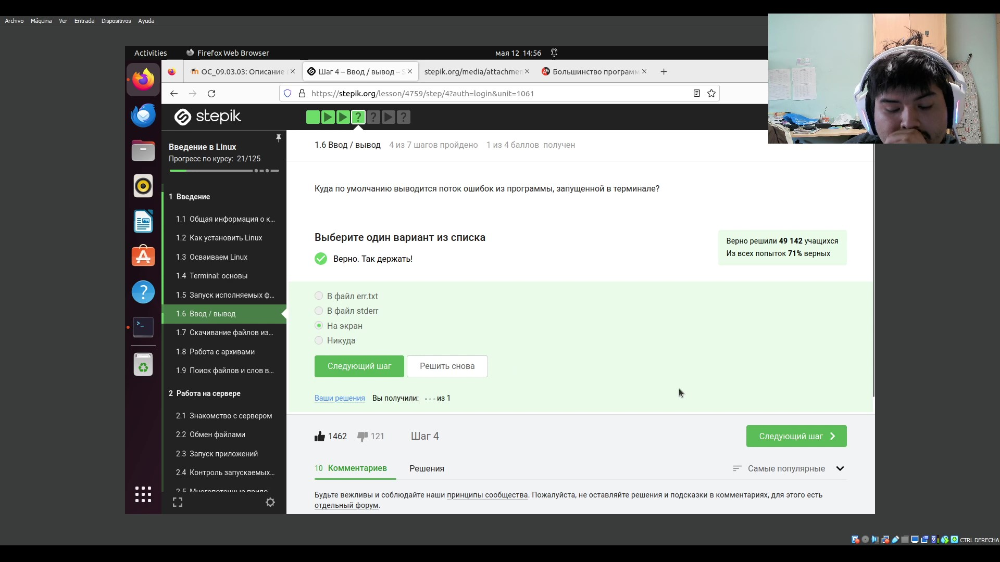 Archivo Máquina Ver Entrada Dispositivos Ayuda
Activities Firefox Web Browser мая 12 14:56
ОС_09.03.03: Описание Шаг 4 – Ввод / вывод – S stepik.org/media/attachmen Большинство программ
https://stepik.org/lesson/4759/step/4?auth=login&unit=1061
stepik
Введение в Linux
Прогресс по курсу: 21/125
1 Введение
1.1 Общая информация о к...
1.2 Как установить Linux
1.3 Осваиваем Linux
1.4 Terminal: основы
1.5 Запуск исполняемых ф...
1.6 Ввод / вывод
1.7 Скачивание файлов из...
1.8 Работа с архивами
1.9 Поиск файлов и слов в...
2 Работа на сервере
2.1 Знакомство с сервером
2.2 Обмен файлами
2.3 Запуск приложений
2.4 Контроль запускаемых...
2.5 Многопоточные прило...
1.6 Ввод / вывод 4 из 7 шагов пройдено 1 из 4 баллов получен
Куда по умолчанию выводится поток ошибок из программы, запущенной в терминале?
Выберите один вариант из списка
Верно. Так держать!
Верно решили 49 142 учащихся
Из всех попыток 71% верных
В файл err.txt
В файл stderr
На экран
Никуда
Следующий шаг Решить снова
Ваши решения Вы получили: из 1
1462 121 Шаг 4 Следующий шаг
10 Комментариев Решения Самые популярные
Будьте вежливы и соблюдайте наши принципы сообщества. Пожалуйста, не оставляйте решения и подсказки в комментариях, для этого есть
отдельный форум.
CTRL DERECHA